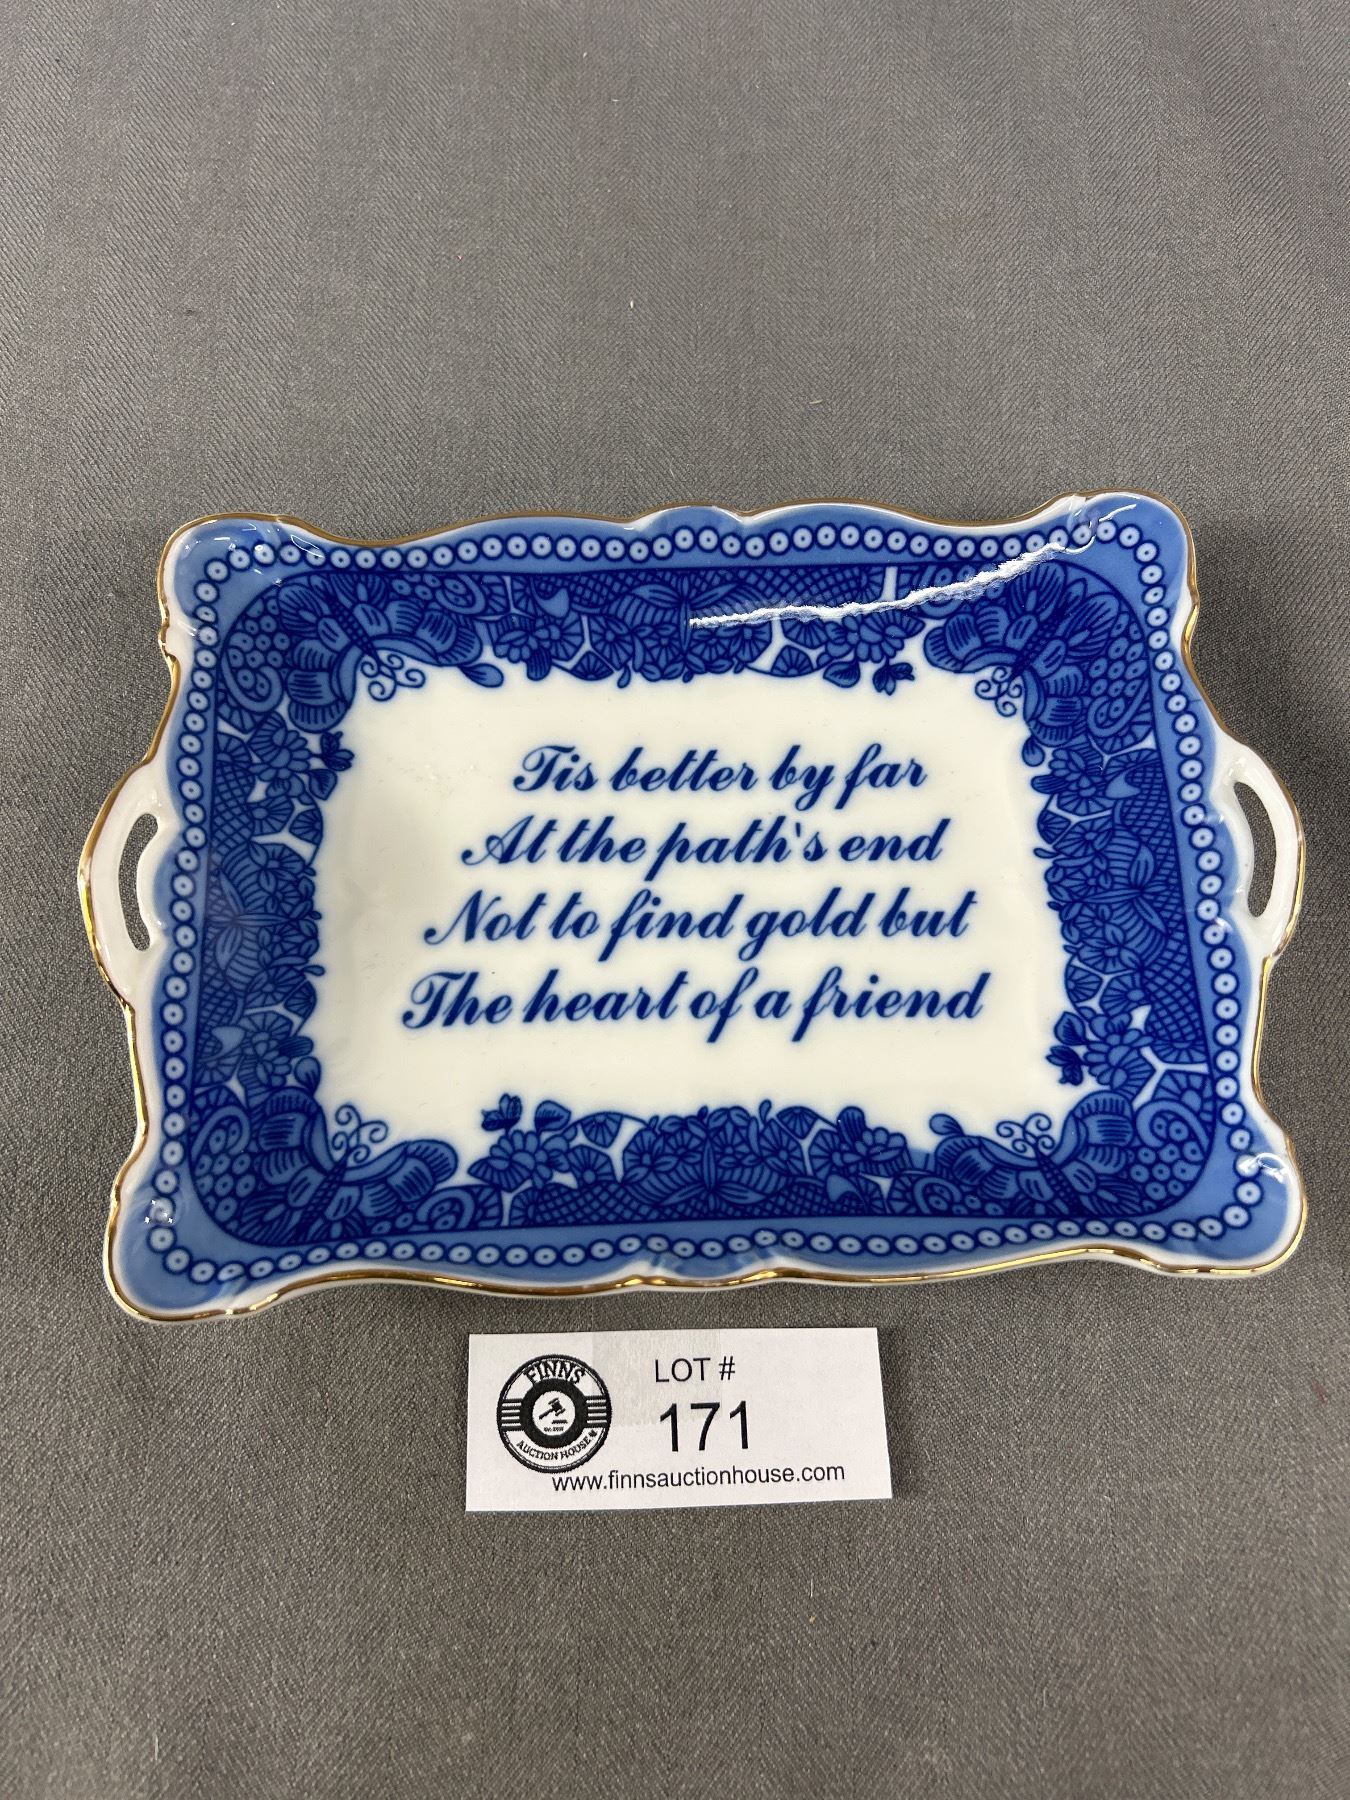 Tis better by far
At the path's end
Not to find gold but
The heart of a friend
FINNS
AUCTION HOUSE
LOT #
171
www.finnsauctionhouse.com